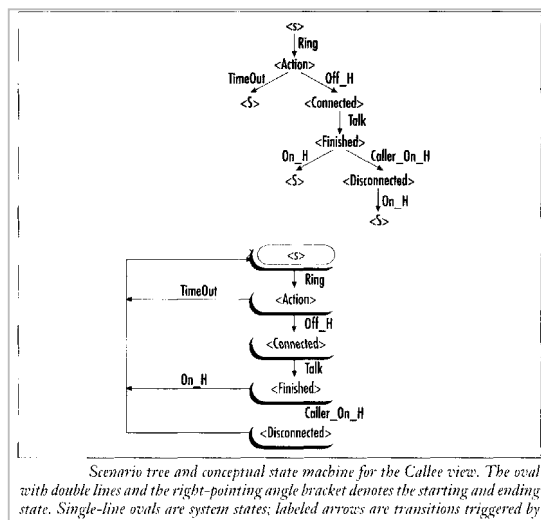 <s>
Ring
<Action>
TimeOut Off_H
<S> <Connected>
Talk
<Finished>
On_H Caller_On_H
<S> <Disconnected>
On_H
<S>
<s>
Ring
TimeOut <Action>
Off_H
<Connected>
Talk
On_H <Finished>
Caller_On_H
<Disconnected>
Scenario tree and conceptual state machine for the Callee view. The oval
with double lines and the right-pointing angle bracket denotes the starting and ending
state. Single-line ovals are system states; labeled arrows are transitions triggered by